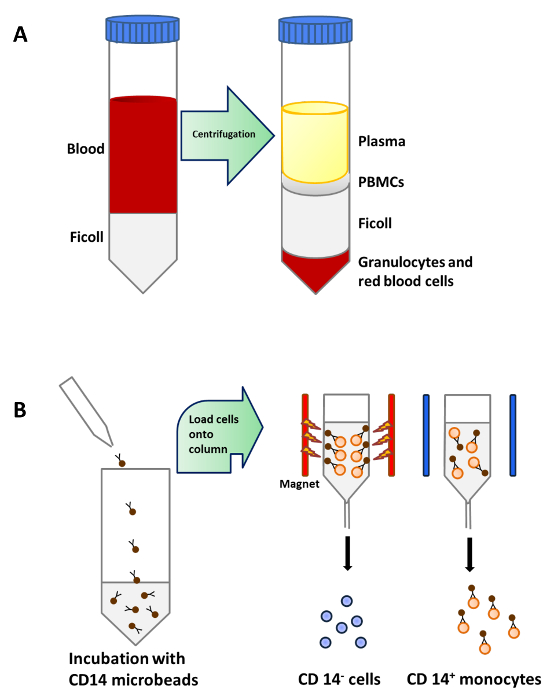 A
Centrifugation
Blood
Ficoll
Plasma
PBMCs
Ficoll
Granulocytes and
red blood cells
B
Load cells
onto
column
Magnet
Incubation with
CD14 microbeads
CD 14⁻ cells
CD 14⁺ monocytes